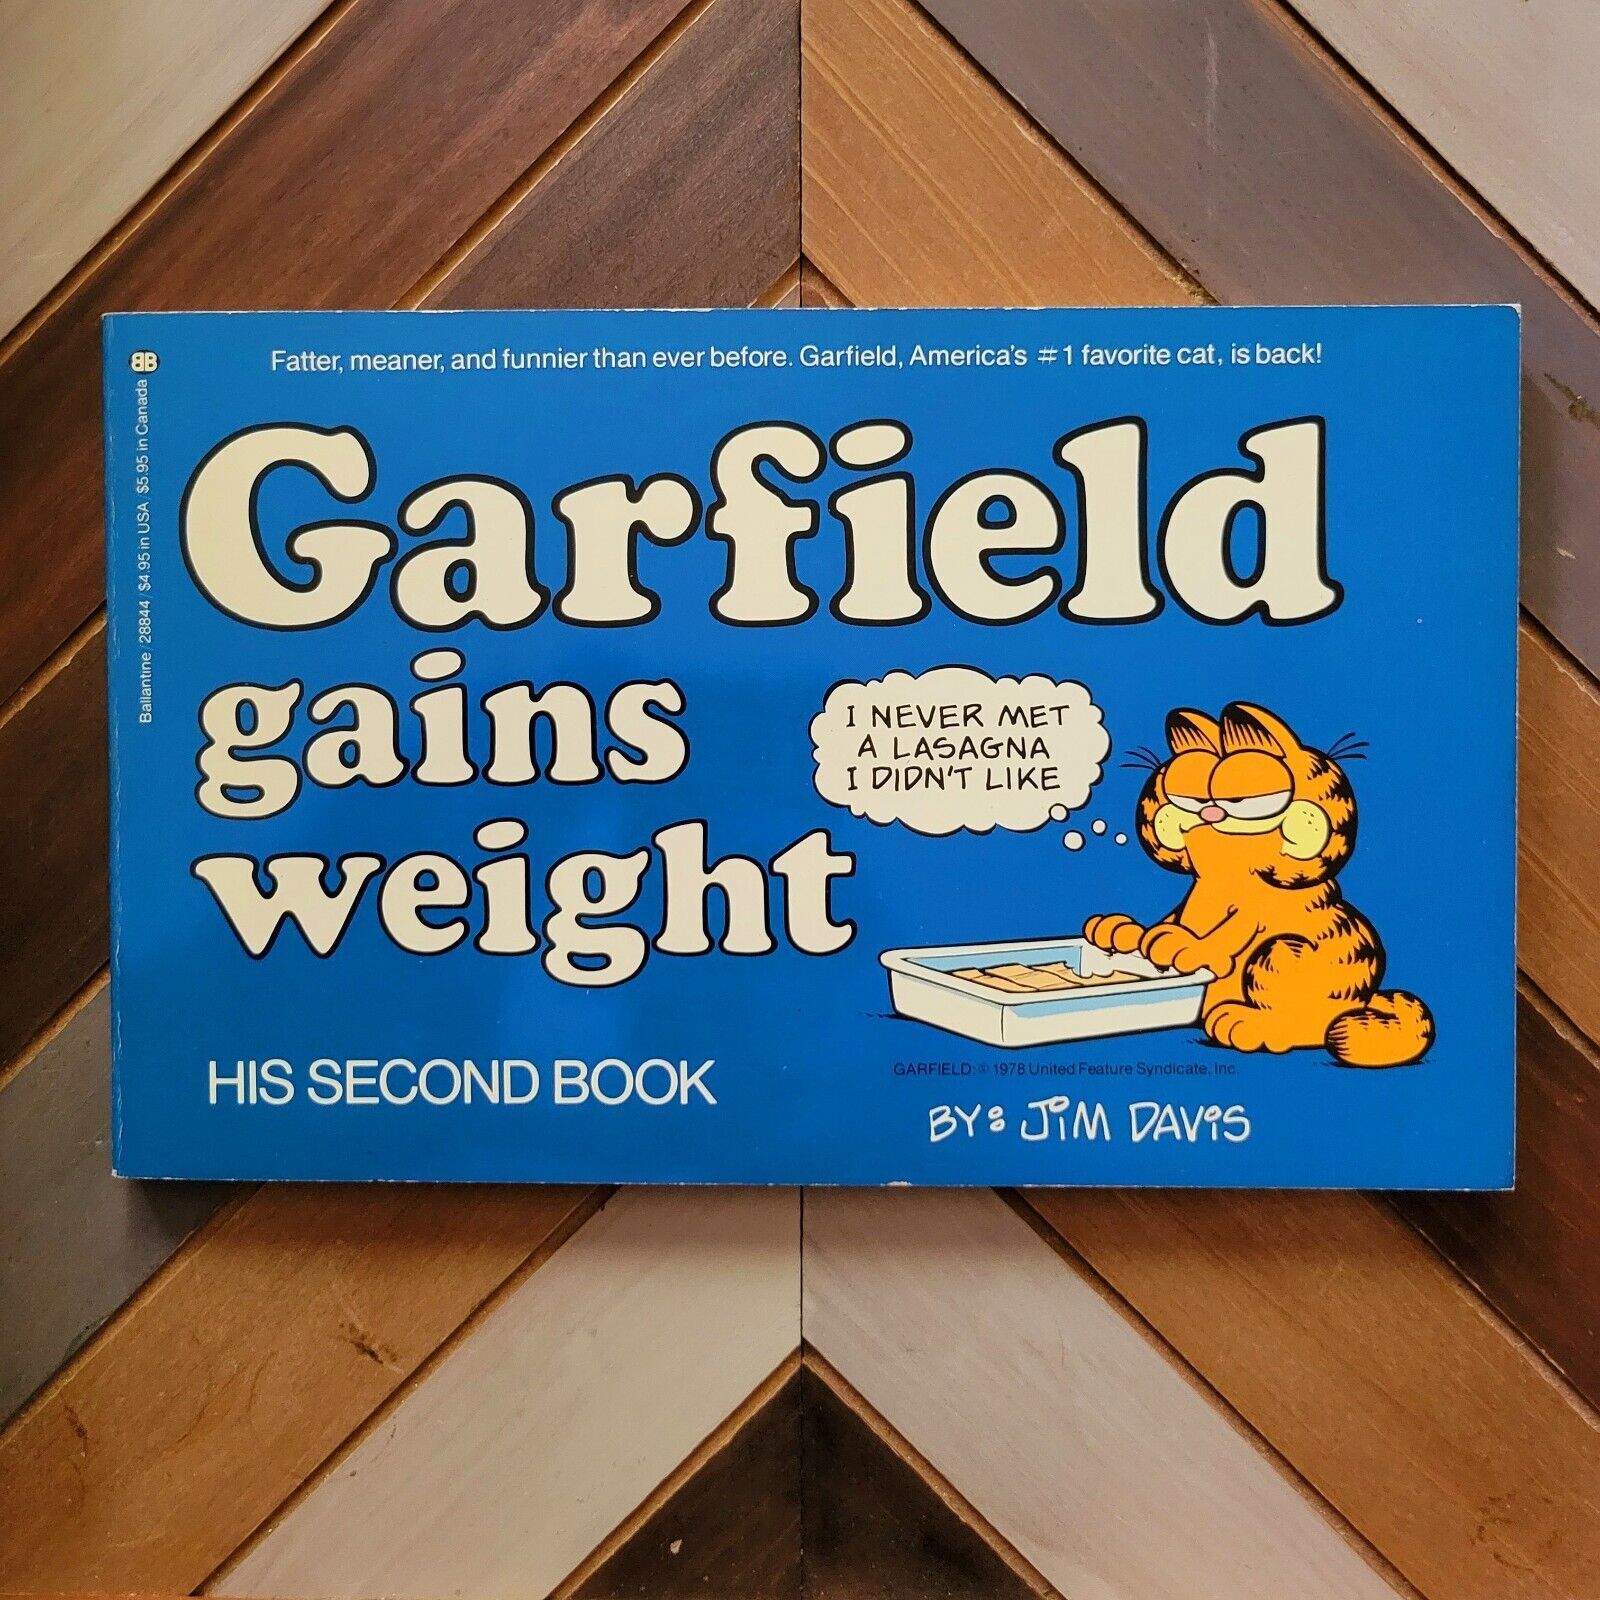 BB
Ballantine / 28844 / $4.95 in USA / $5.95 in Canada
Fatter, meaner, and funnier than ever before. Garfield, America's #1 favorite cat, is back!
Garfield
gains
weight
I NEVER MET
A LASAGNA
I DIDN'T LIKE
HIS SECOND BOOK
GARFIELD: © 1978 United Feature Syndicate, Inc.
BY: JiM DAViS